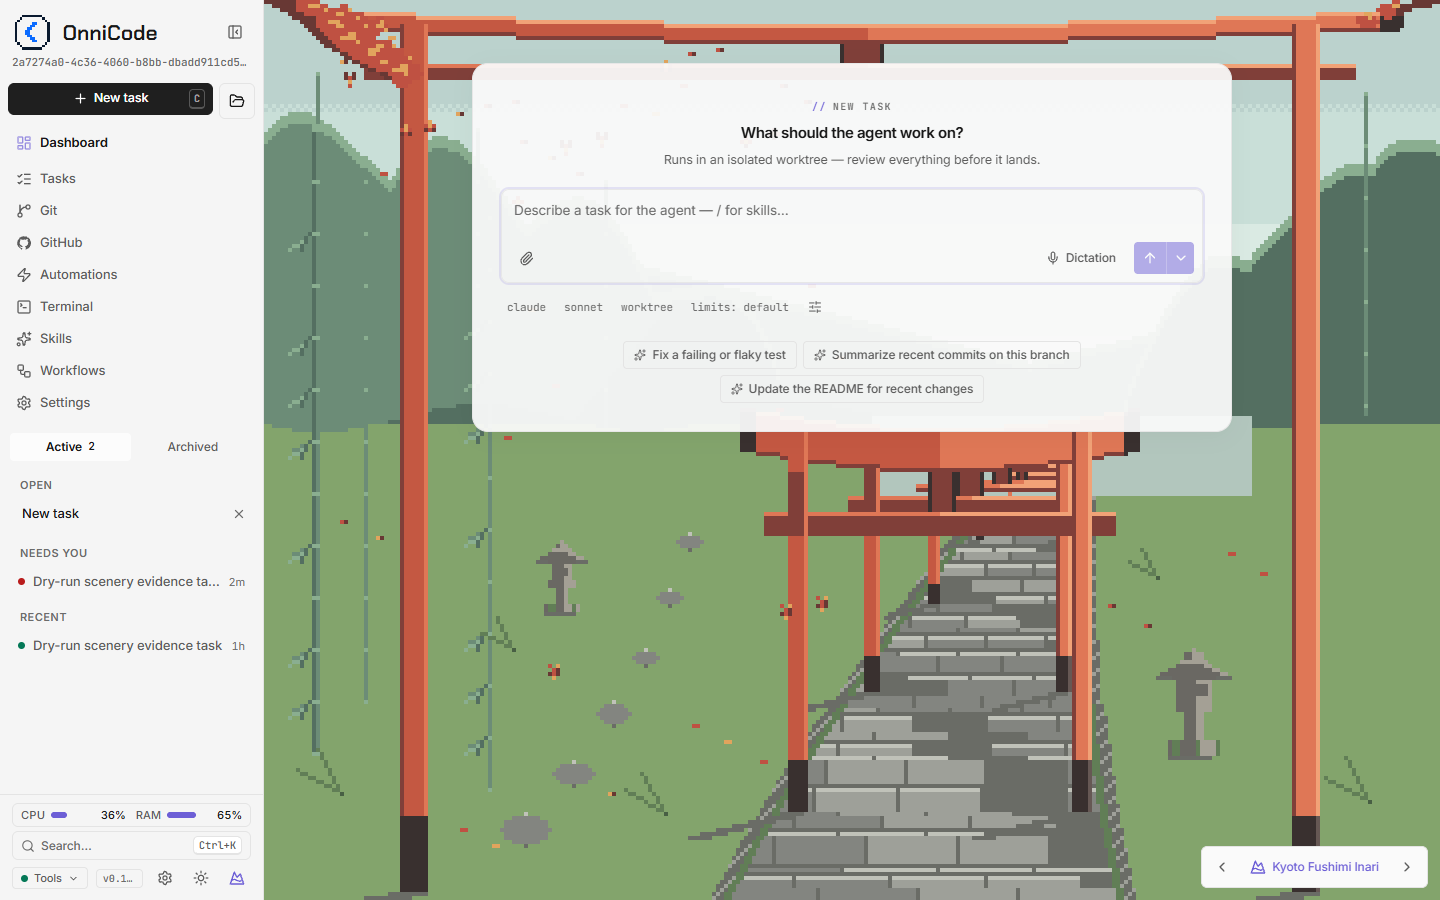 OnniCode
2a7274a0-4c36-4060-b8bb-dbadd911cd5…
New task
C
Dashboard
Tasks
Git
GitHub
Automations
Terminal
Skills
Workflows
Settings
Active 2
Archived
OPEN
New task
NEEDS YOU
Dry-run scenery evidence ta… 2m
RECENT
Dry-run scenery evidence task 1h
CPU 36% RAM 65%
Search… Ctrl+K
Tools
v0.1…
// NEW TASK
What should the agent work on?
Runs in an isolated worktree — review everything before it lands.
Describe a task for the agent — / for skills…
Dictation
claude sonnet worktree limits: default
Fix a failing or flaky test
Summarize recent commits on this branch
Update the README for recent changes
Kyoto Fushimi Inari